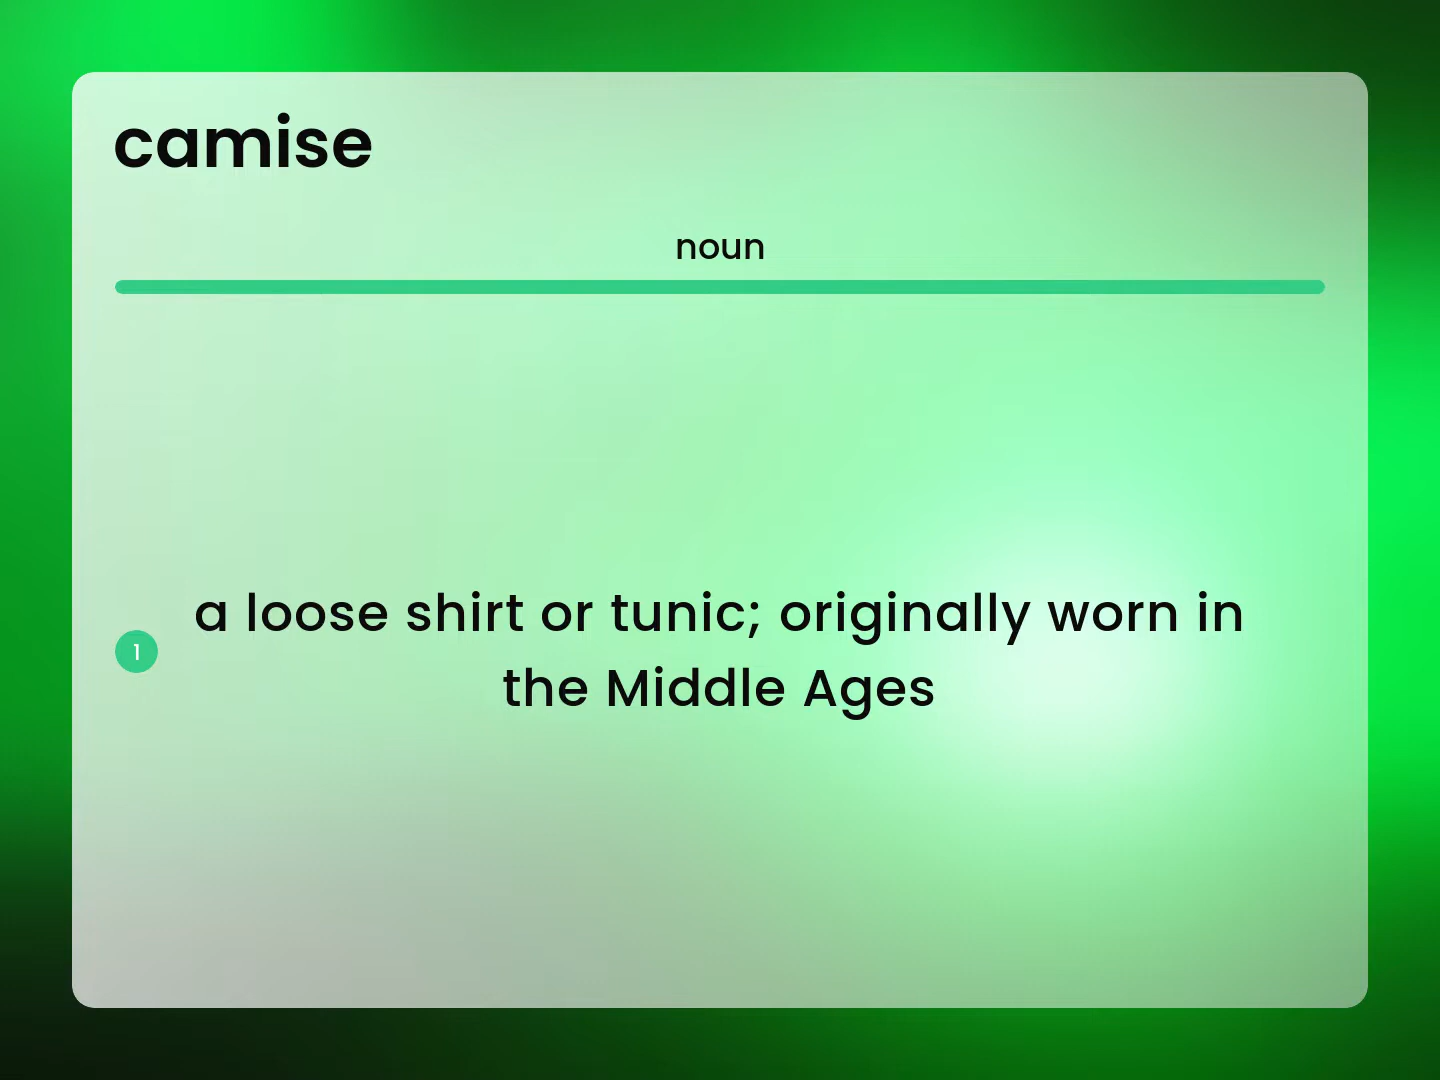 camise
noun
1
a loose shirt or tunic; originally worn in
the Middle Ages